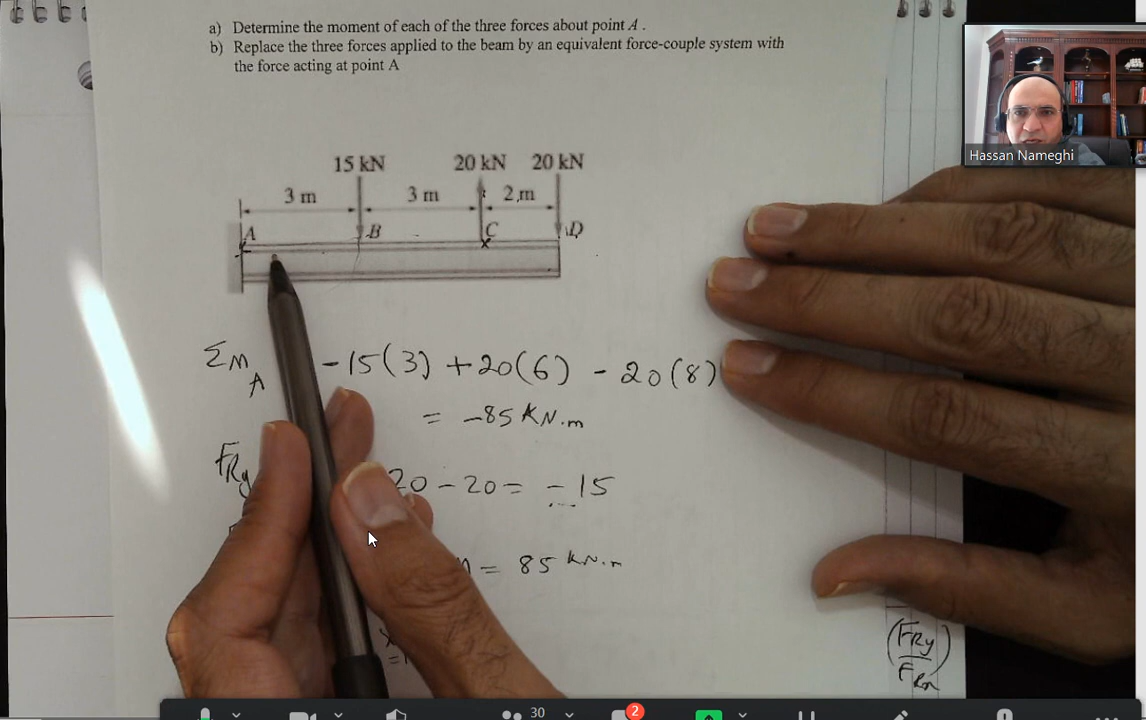 a) Determine the moment of each of the three forces about point A .
b) Replace the three forces applied to the beam by an equivalent force-couple system with
the force acting at point A
Hassan Nameghi
15 kN 20 kN 20 kN
3 m 3 m 2 m
A B C D
ΣM
A
-15(3) +20(6) - 20(8)
= -85 KN.m
FRy 20 - 20 = -15
= 85 KN.m
(FRy
FRx)
30
2